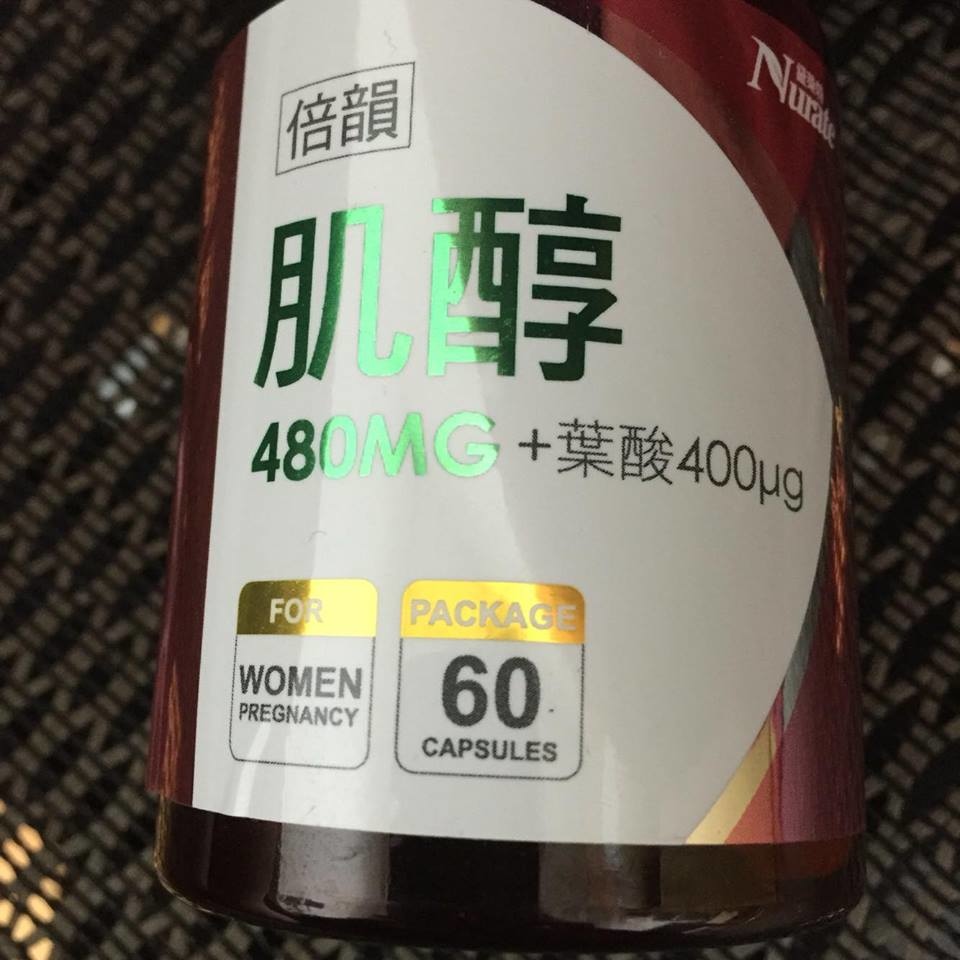 倍韻
Nurate
肌醇
480MG +葉酸400µg
FOR
WOMEN
PREGNANCY
PACKAGE
60
CAPSULES